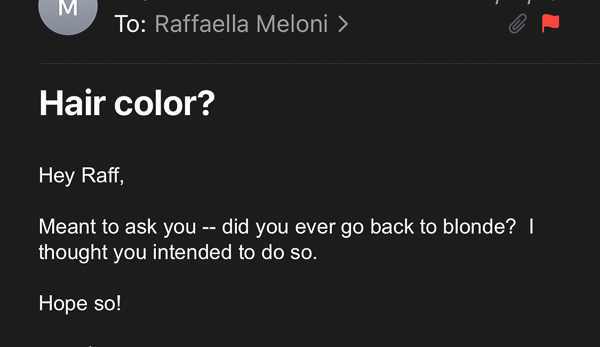 M
To: Raffaella Meloni >
Hair color?
Hey Raff,
Meant to ask you -- did you ever go back to blonde?  I
thought you intended to do so.
Hope so!